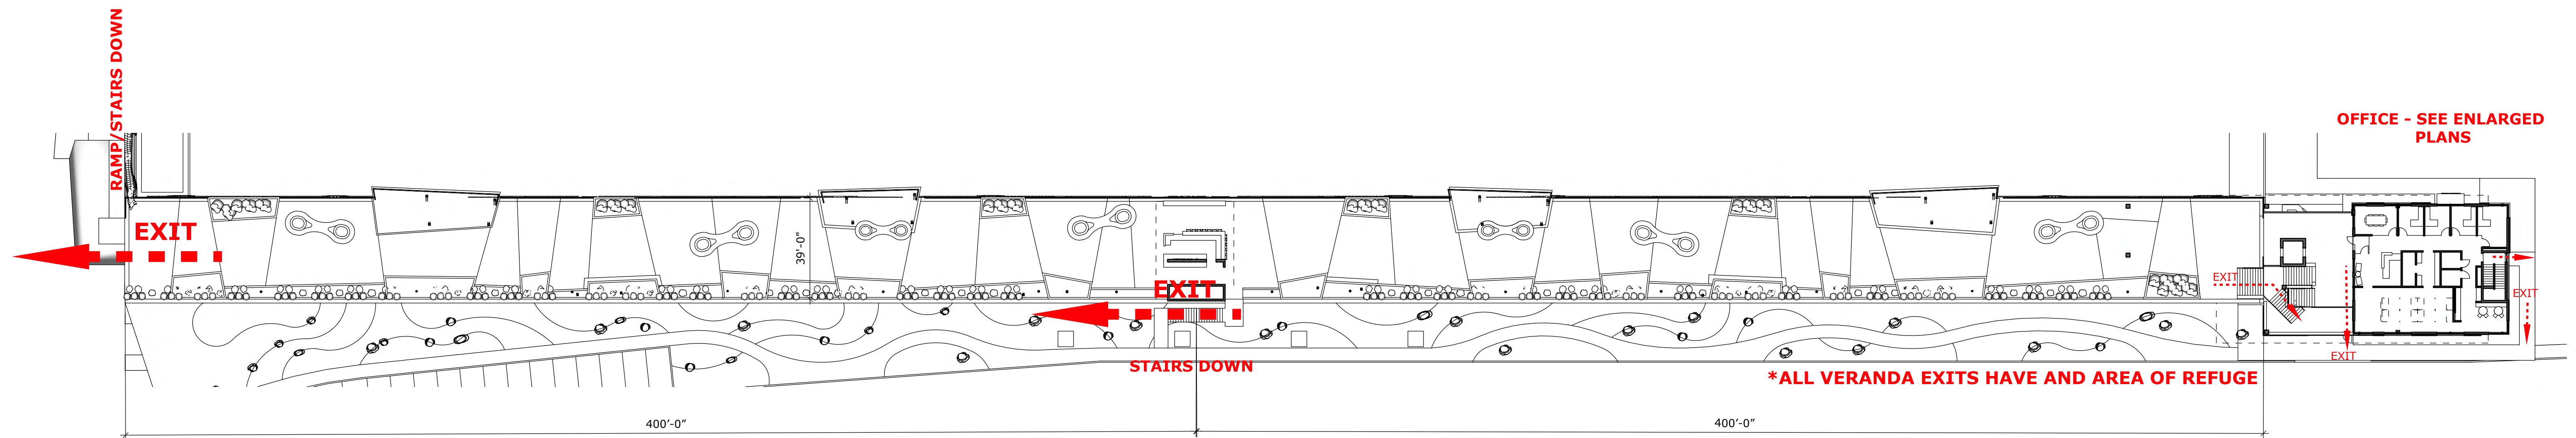 RAMP/STAIRS DOWN
OFFICE - SEE ENLARGED
PLANS
EXIT
39'-0"
EXIT
EXIT
EXIT
EXIT
STAIRS DOWN
*ALL VERANDA EXITS HAVE AND AREA OF REFUGE
400'-0"
400'-0"